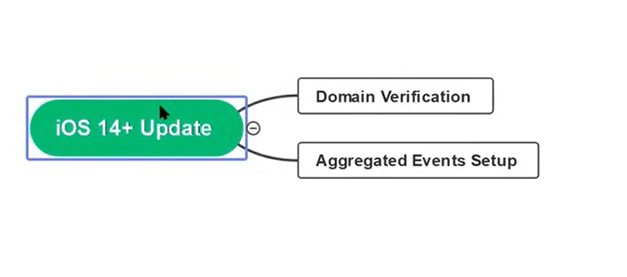 iOS 14+ Update
Domain Verification
Aggregated Events Setup